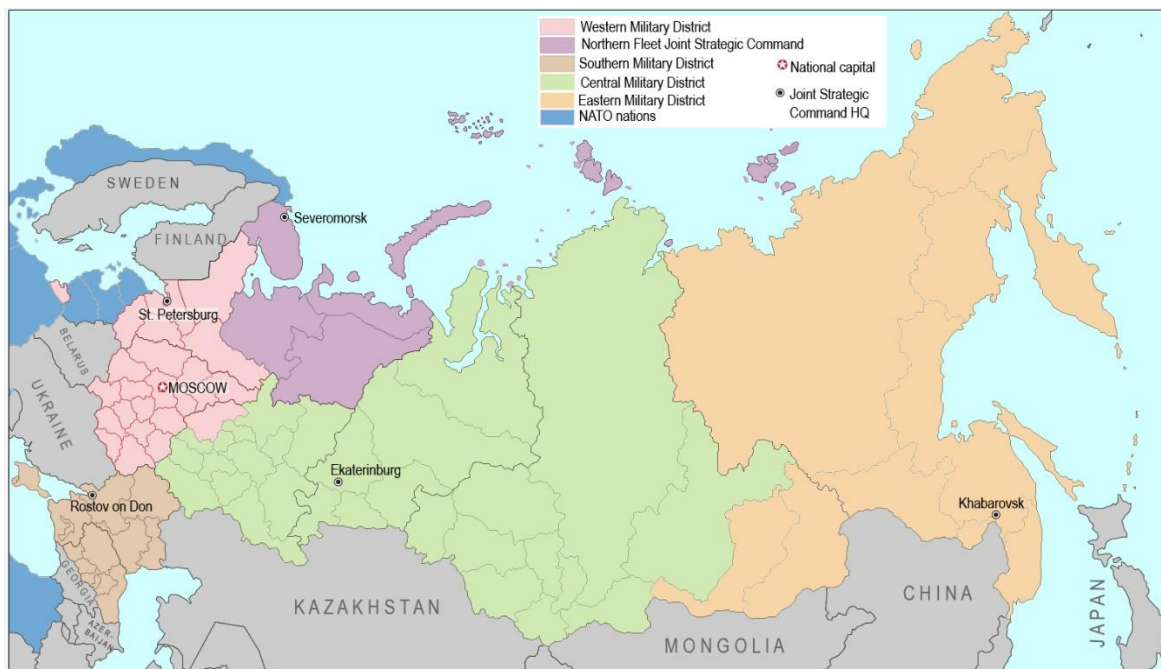 Western Military District
Northern Fleet Joint Strategic Command
Southern Military District
Central Military District
Eastern Military District
NATO nations
National capital
Joint Strategic
Command HQ
SWEDEN
Severomorsk
FINLAND
St. Petersburg
BELARUS
MOSCOW
UKRAINE
Ekaterinburg
Rostov on Don
Khabarovsk
GEORGIA
AZER-
BAIJAN
KAZAKHSTAN
MONGOLIA
CHINA
JAPAN